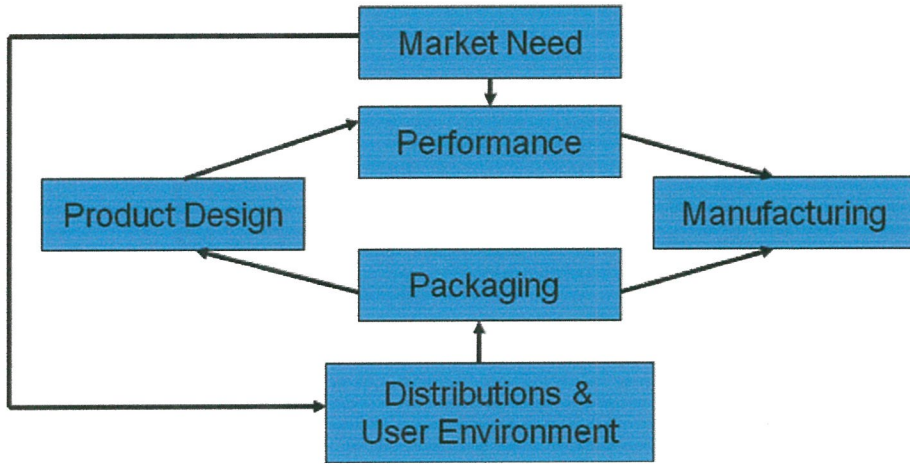 Market Need
Performance
Product Design
Manufacturing
Packaging
Distributions &
User Environment